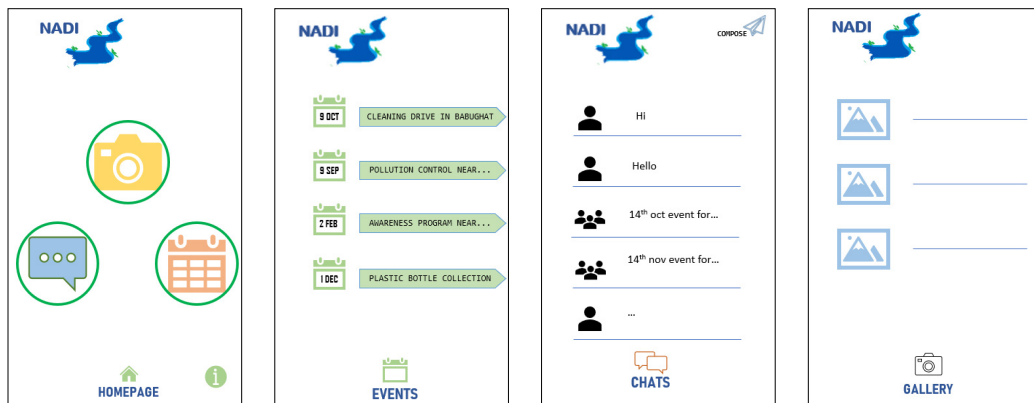 NADI
HOMEPAGE
NADI
9 OCT
CLEANING DRIVE IN BABUGHAT
9 SEP
POLLUTION CONTROL NEAR...
2 FEB
AWARENESS PROGRAM NEAR...
1 DEC
PLASTIC BOTTLE COLLECTION
EVENTS
NADI
COMPOSE
Hi
Hello
14th oct event for...
14th nov event for...
...
CHATS
NADI
GALLERY